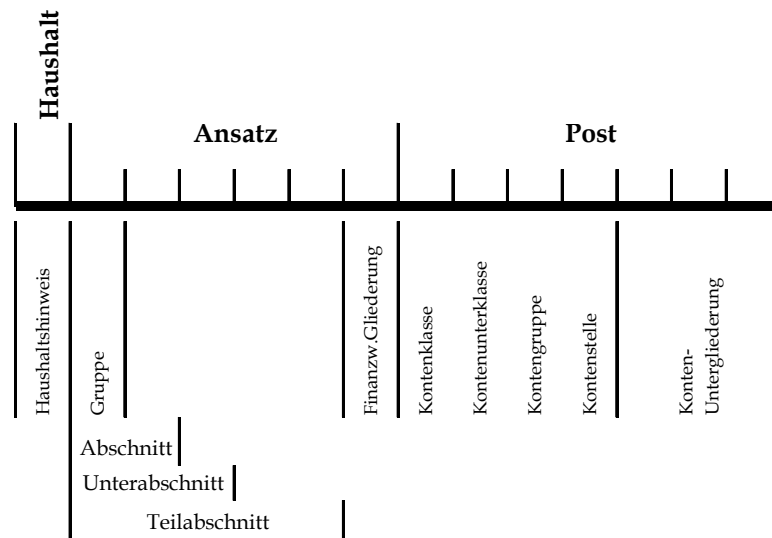 Haushalt
Ansatz
Post
Haushaltshinweis
Gruppe
Finanzw.Gliederung
Kontenklasse
Kontenunterklasse
Kontengruppe
Kontenstelle
Konten-
Untergliederung
Abschnitt
Unterabschnitt
Teilabschnitt